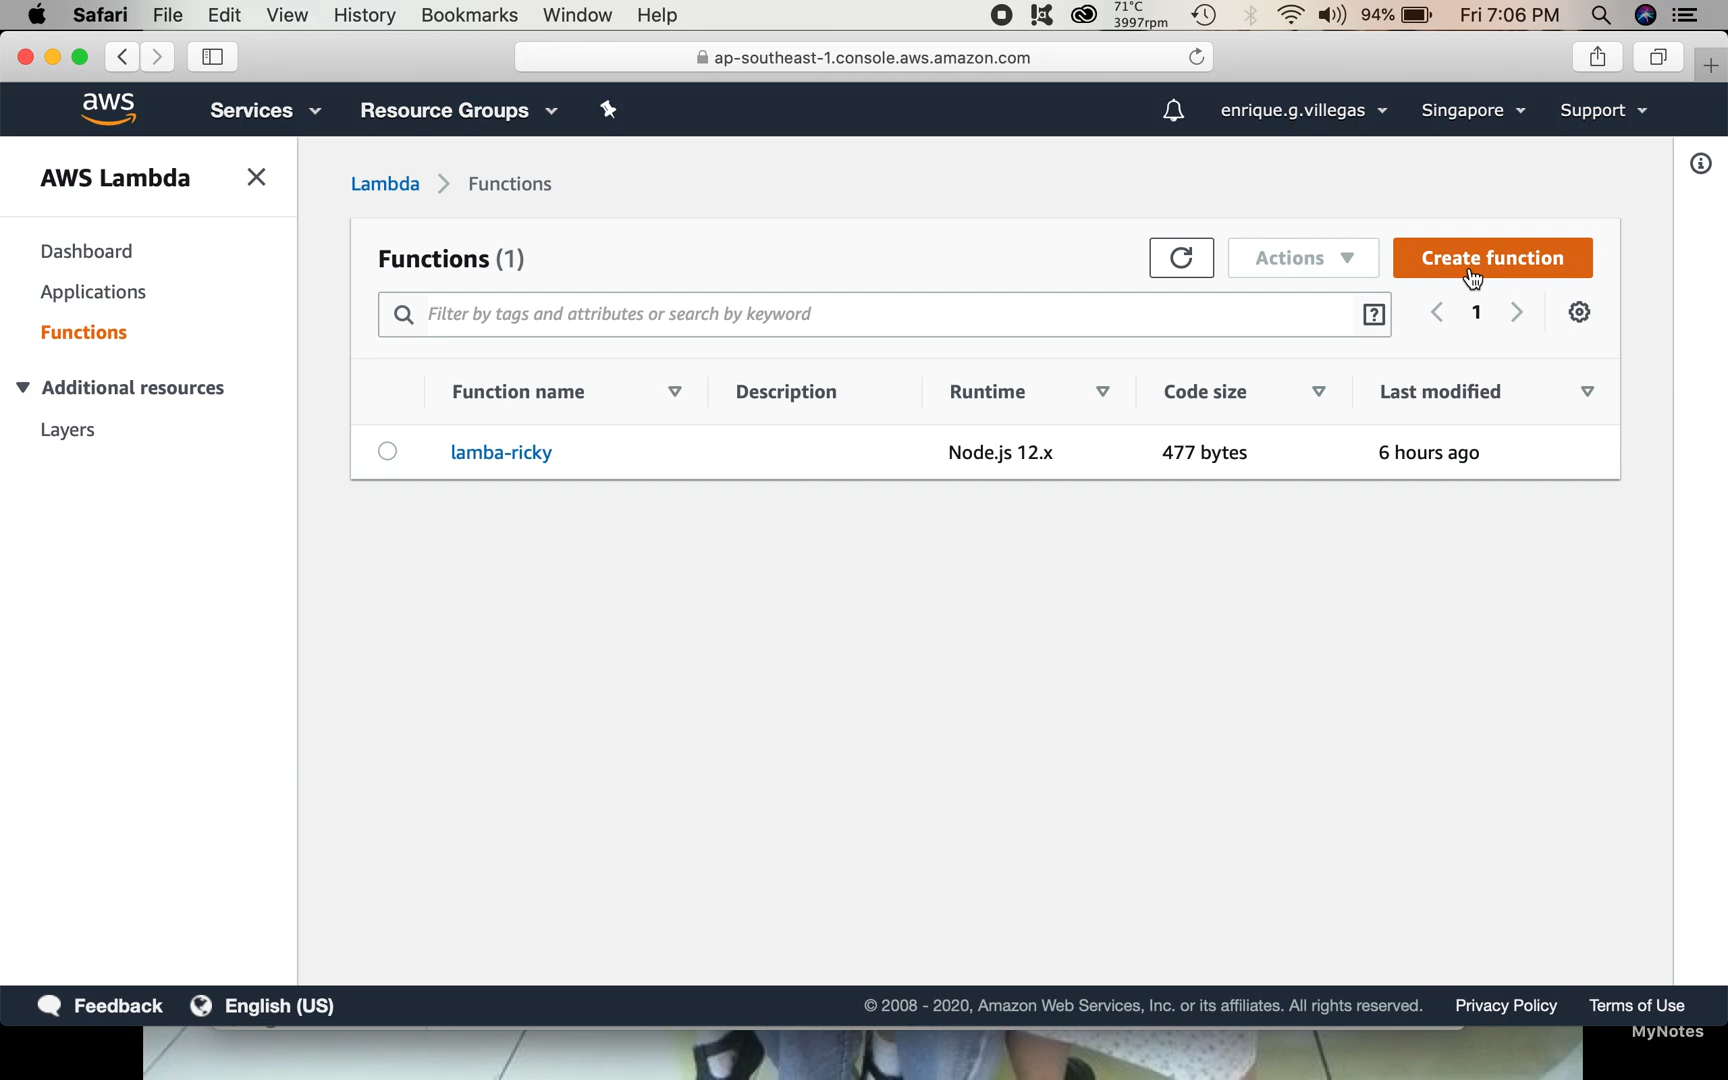 Safari File Edit View History Bookmarks Window Help 71°C 3997rpm 94% Fri 7:06 PM
ap-southeast-1.console.aws.amazon.com
aws Services Resource Groups enrique.g.villegas Singapore Support
AWS Lambda
Dashboard
Applications
Functions
Additional resources
Layers
Lambda > Functions
Functions (1) Actions Create function
Filter by tags and attributes or search by keyword 1
Function name Description Runtime Code size Last modified
lamba-ricky Node.js 12.x 477 bytes 6 hours ago
Feedback English (US) © 2008 - 2020, Amazon Web Services, Inc. or its affiliates. All rights reserved. Privacy Policy Terms of Use
MyNotes